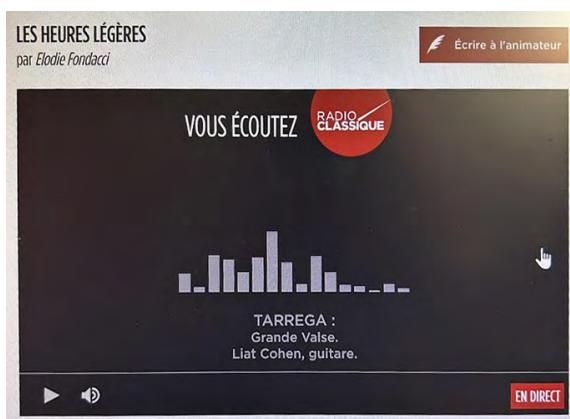 LES HEURES LÉGÈRES
par Elodie Fondacci
Écrire à l'animateur
VOUS ÉCOUTEZ
RADIO
CLASSIQUE
TARREGA :
Grande Valse.
Liat Cohen, guitare.
EN DIRECT